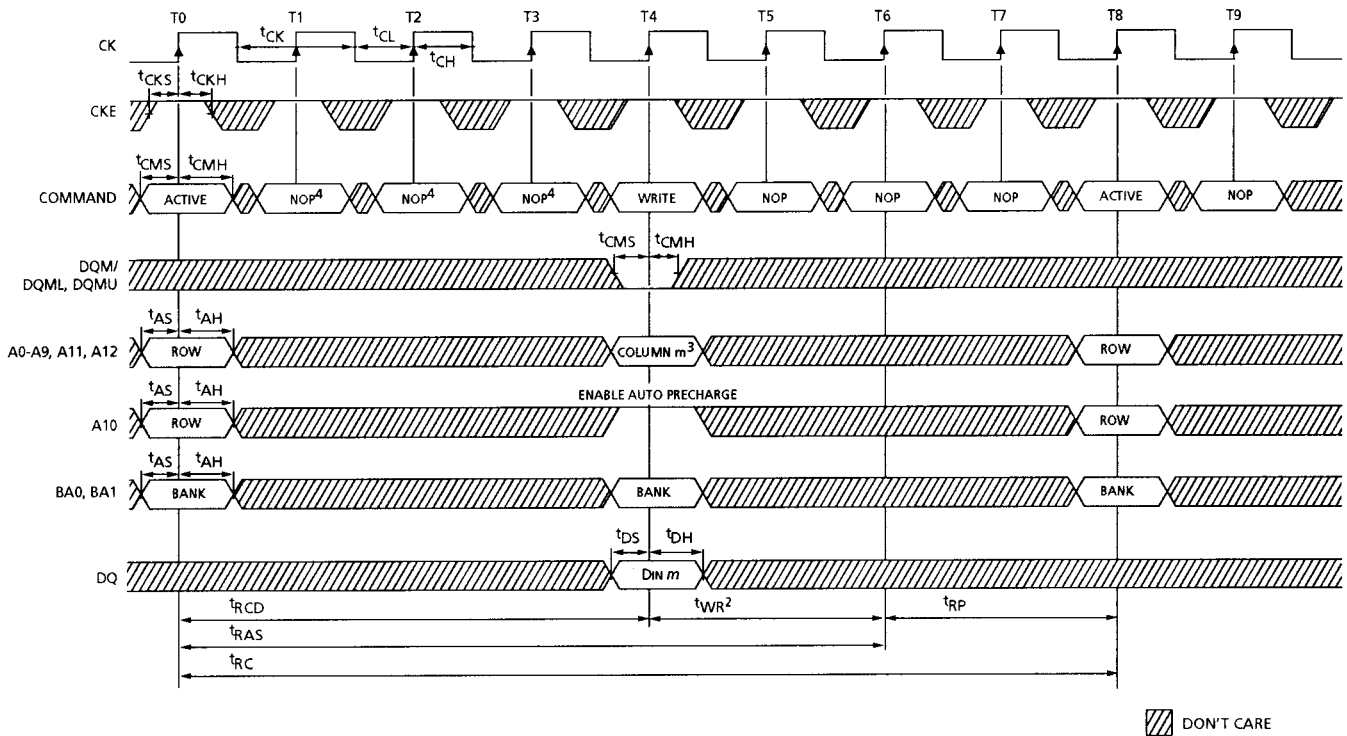 T0 T1 T2 T3 T4 T5 T6 T7 T8 T9
CK
tCK tCL
tCH
tCKS tCKH
CKE
tCMS tCMH
COMMAND ACTIVE NOP4 NOP4 NOP4 WRITE NOP NOP NOP ACTIVE NOP
tCMS tCMH
DQM/
DQML, DQMU
tAS tAH
A0-A9, A11, A12 ROW COLUMN m3 ROW
tAS tAH
ENABLE AUTO PRECHARGE
A10 ROW ROW
tAS tAH
BA0, BA1 BANK BANK BANK
tDS tDH
DQ DIN m
tRCD tWR2 tRP
tRAS
tRC
DON'T CARE